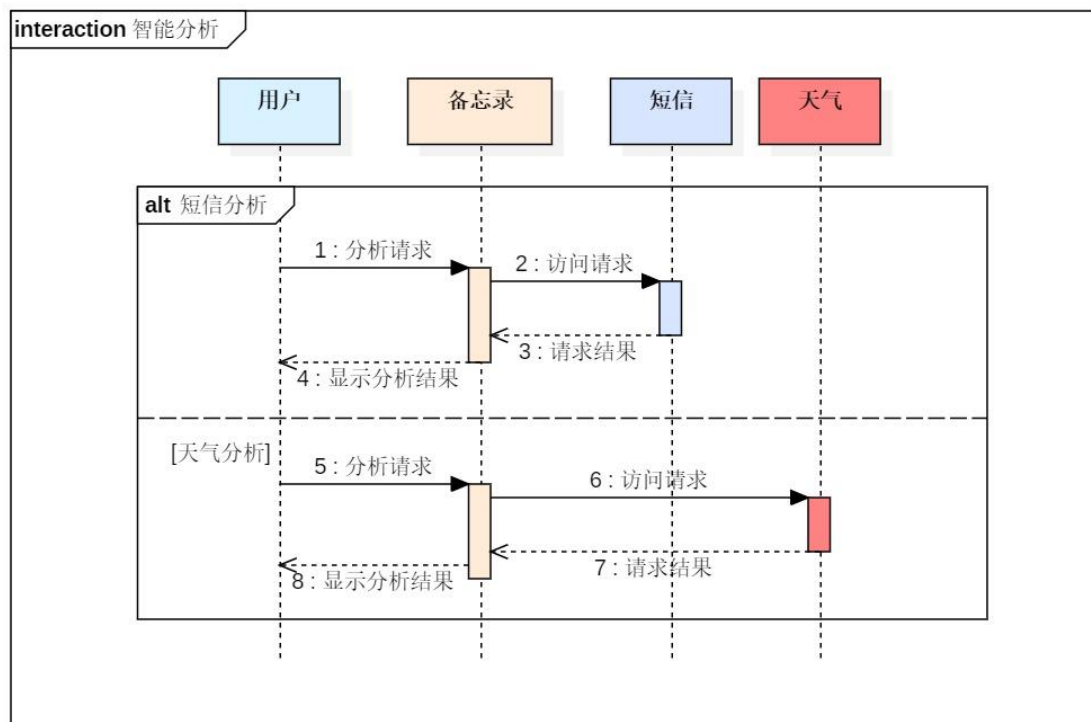 interaction 智能分析
用户
备忘录
短信
天气
alt 短信分析
1 : 分析请求
2 : 访问请求
3 : 请求结果
4 : 显示分析结果
[天气分析]
5 : 分析请求
6 : 访问请求
7 : 请求结果
8 : 显示分析结果